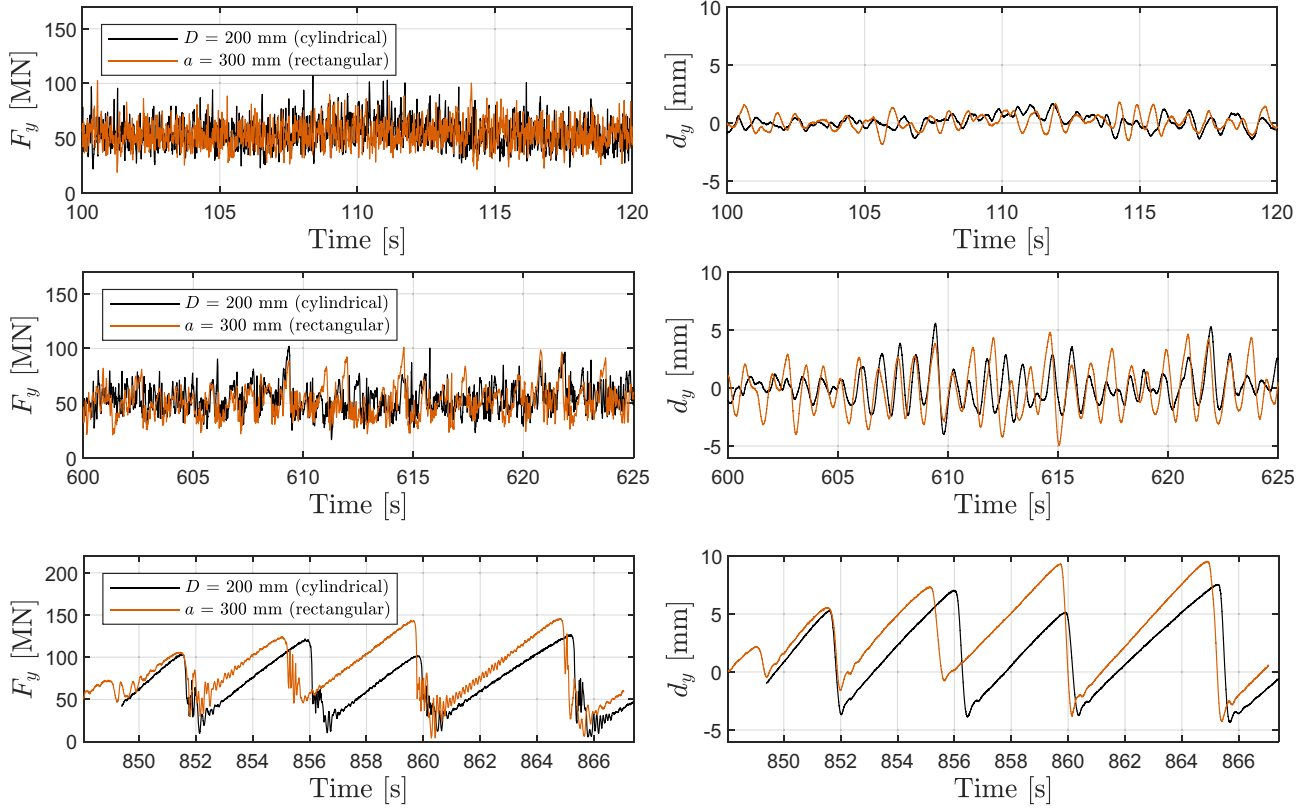 F_y [MN]
150
100
50
0
D = 200 mm (cylindrical)
a = 300 mm (rectangular)
100 105 110 115 120
Time [s]
d_y [mm]
10
5
0
-5
100 105 110 115 120
Time [s]
F_y [MN]
150
100
50
0
D = 200 mm (cylindrical)
a = 300 mm (rectangular)
600 605 610 615 620 625
Time [s]
d_y [mm]
10
5
0
-5
600 605 610 615 620 625
Time [s]
F_y [MN]
200
150
100
50
0
D = 200 mm (cylindrical)
a = 300 mm (rectangular)
850 852 854 856 858 860 862 864 866
Time [s]
d_y [mm]
10
5
0
-5
850 852 854 856 858 860 862 864 866
Time [s]